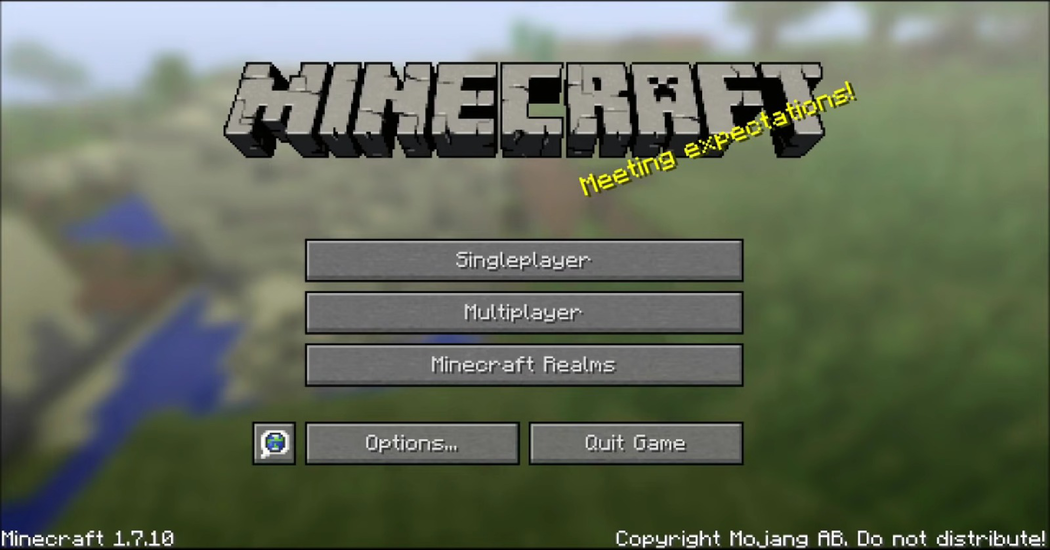 MINECRAFT
Meeting expectations!
Singleplayer
Multiplayer
Minecraft Realms
Options...
Quit Game
Minecraft 1.7.10
Copyright Mojang AB. Do not distribute!